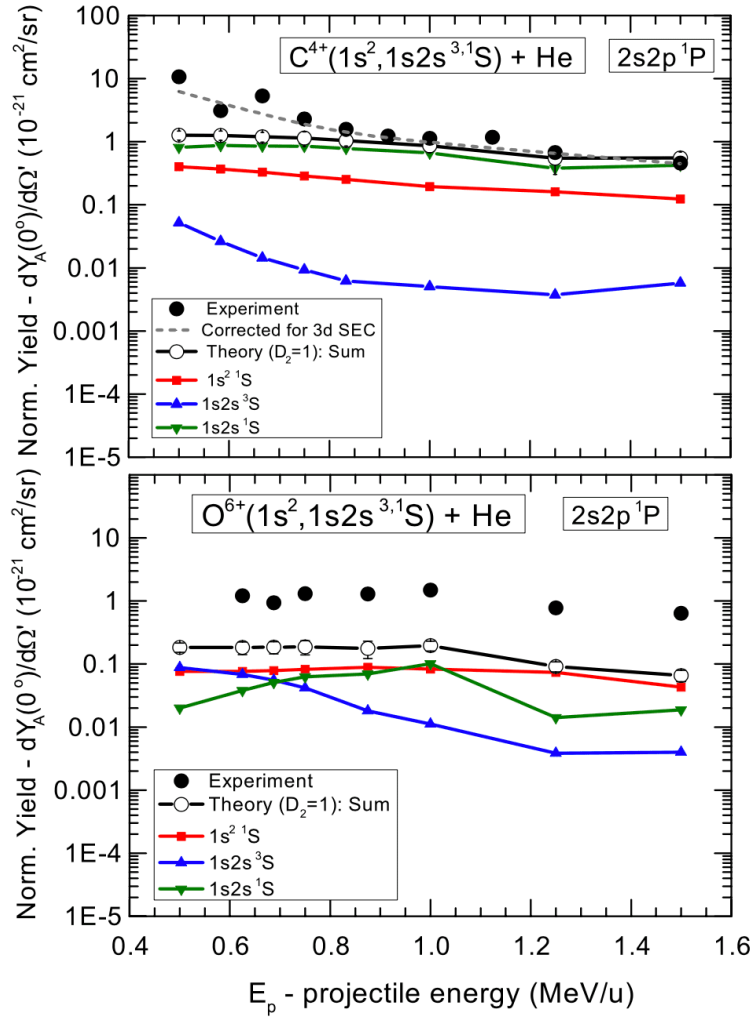 C⁴⁺(1s²,1s2s ³,¹S) + He
2s2p ¹P
100
10
1
0.1
0.01
0.001
1E-4
1E-5
Norm. Yield - dY_A(0°)/dΩ' (10⁻²¹ cm²/sr)
Experiment
Corrected for 3d SEC
Theory (D₂=1): Sum
1s² ¹S
1s2s ³S
1s2s ¹S
O⁶⁺(1s²,1s2s ³,¹S) + He
2s2p ¹P
10
1
0.1
0.01
0.001
1E-4
1E-5
Norm. Yield - dY_A(0°)/dΩ' (10⁻²¹ cm²/sr)
Experiment
Theory (D₂=1): Sum
1s² ¹S
1s2s ³S
1s2s ¹S
0.4 0.6 0.8 1.0 1.2 1.4 1.6
E_p - projectile energy (MeV/u)